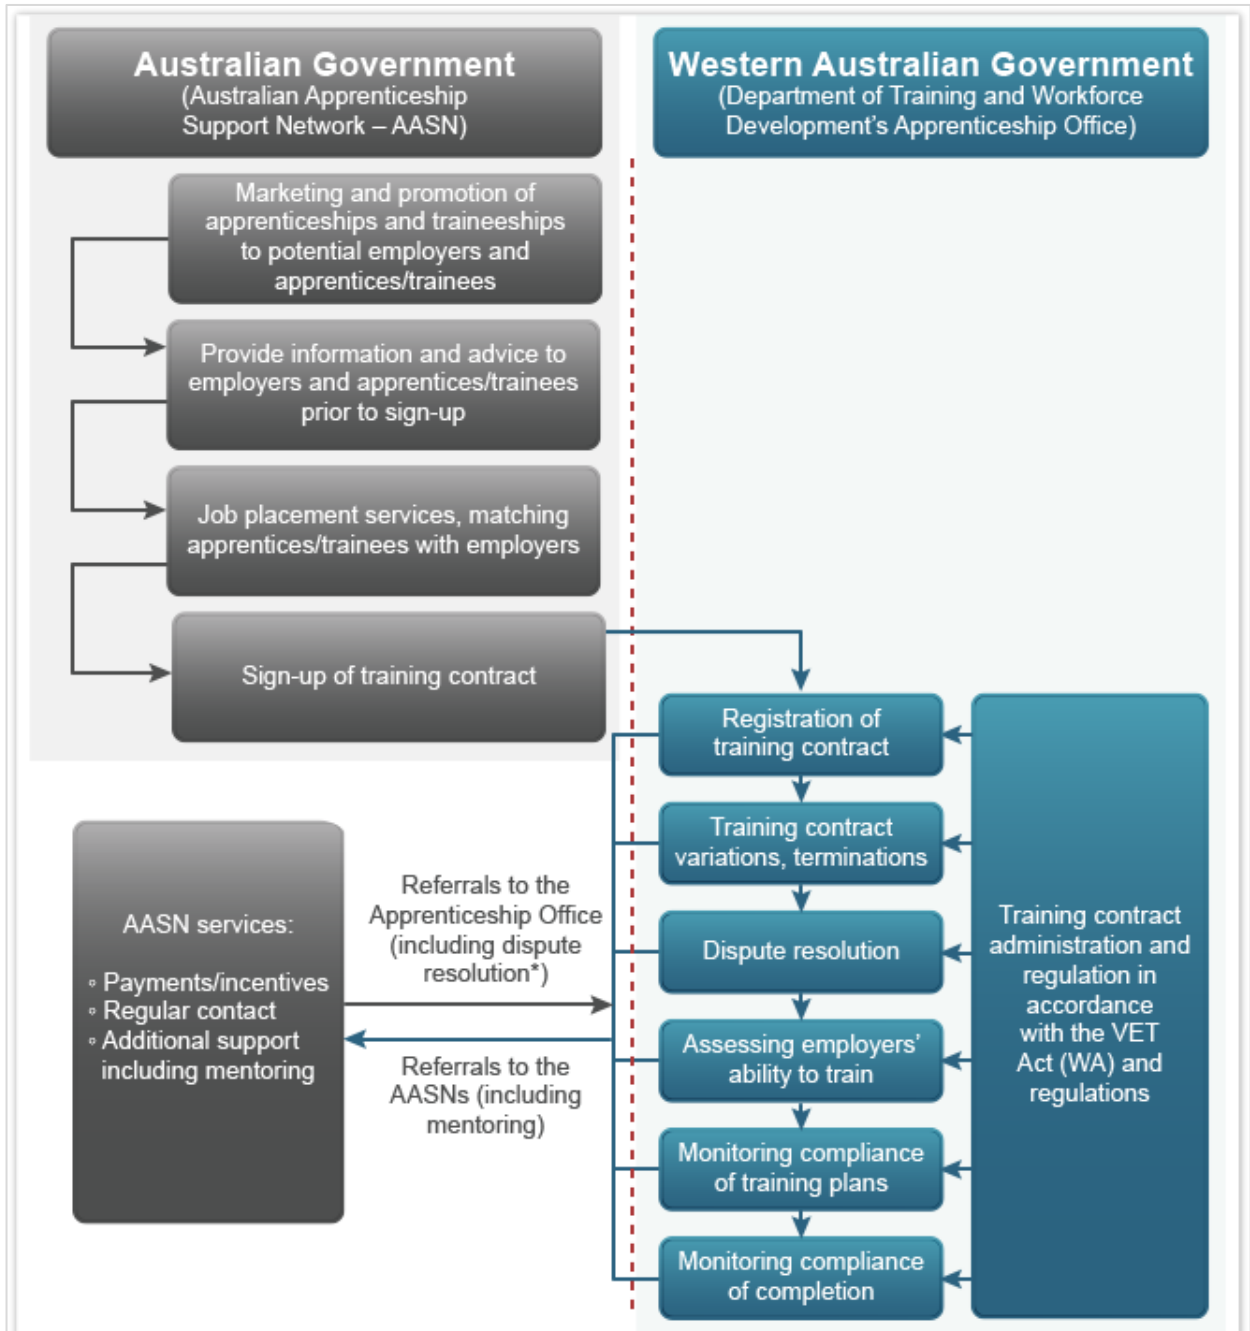 Australian Government
(Australian Apprenticeship
Support Network – AASN)
Western Australian Government
(Department of Training and Workforce
Development’s Apprenticeship Office)
Marketing and promotion of
apprenticeships and traineeships
to potential employers and
apprentices/trainees
Provide information and advice to
employers and apprentices/trainees
prior to sign-up
Job placement services, matching
apprentices/trainees with employers
Sign-up of training contract
Registration of
training contract
Training contract
variations, terminations
Dispute resolution
Assessing employers’
ability to train
Monitoring compliance
of training plans
Monitoring compliance
of completion
Training contract
administration and
regulation in
accordance
with the VET
Act (WA) and
regulations
AASN services:
◦ Payments/incentives
◦ Regular contact
◦ Additional support
including mentoring
Referrals to the
Apprenticeship Office
(including dispute
resolution*)
Referrals to the
AASNs (including
mentoring)